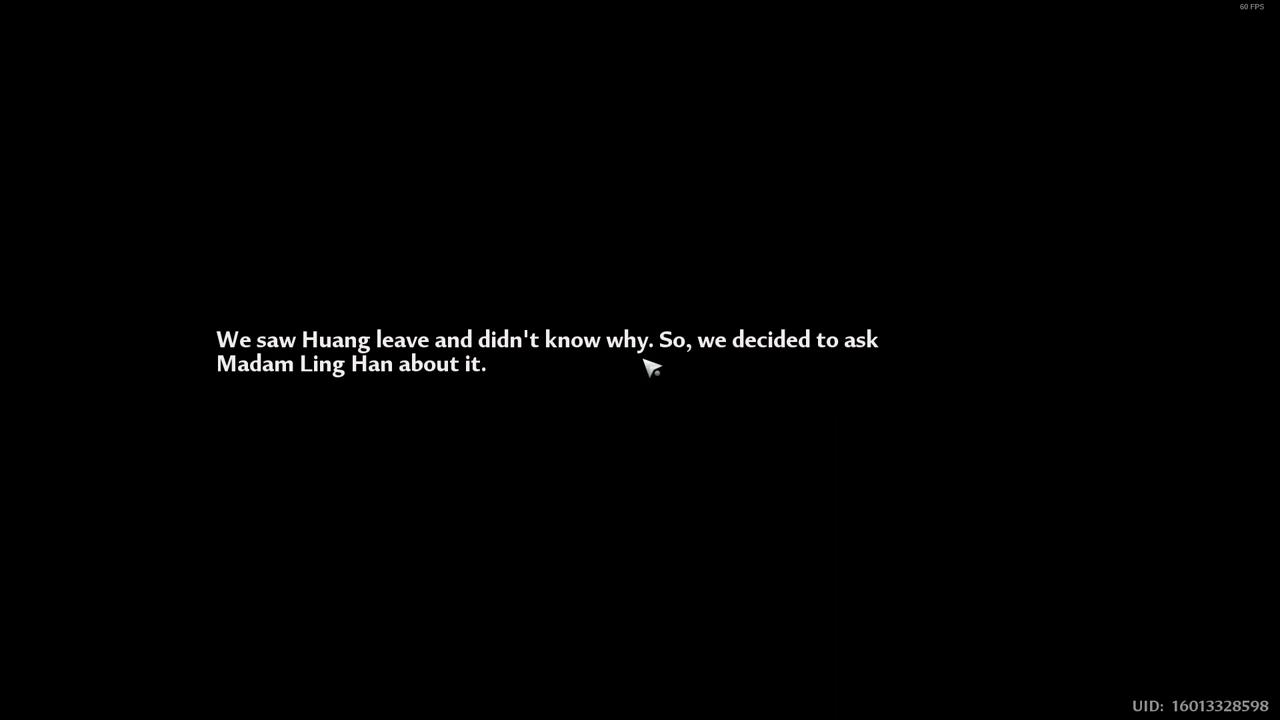 60 FPS
We saw Huang leave and didn't know why. So, we decided to ask
Madam Ling Han about it.
UID: 16013328598